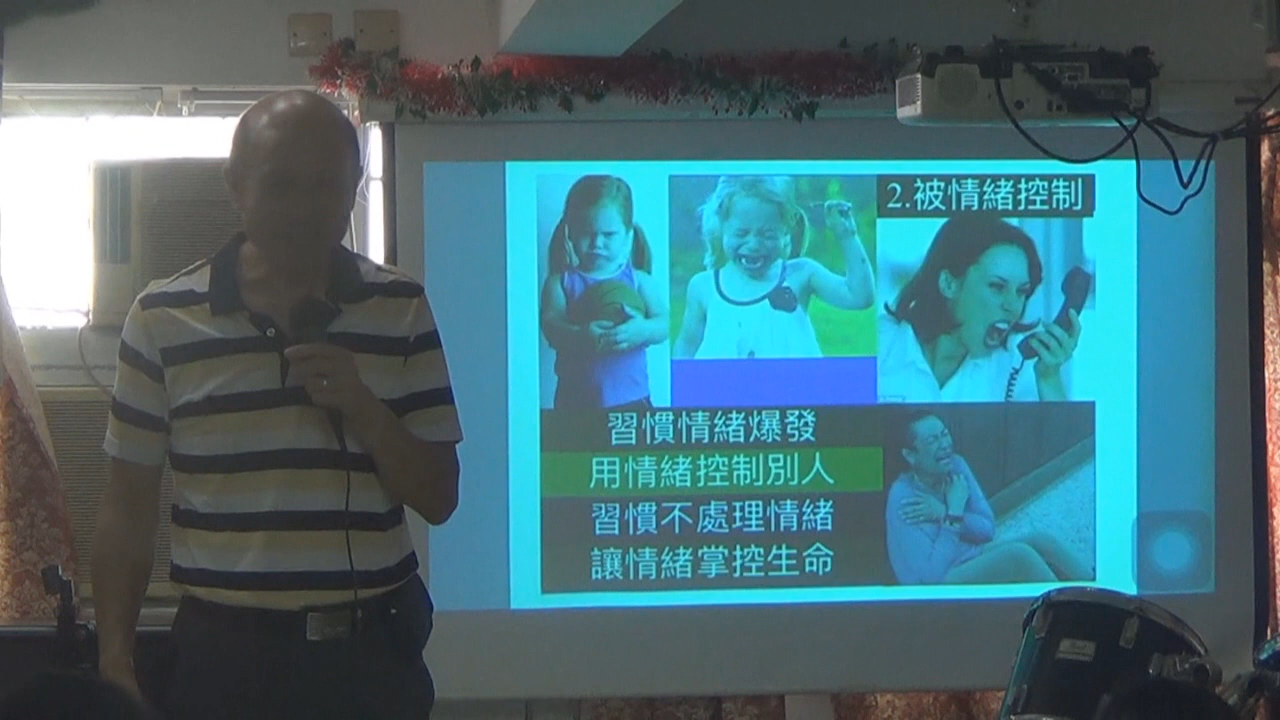 2.被情緒控制
習慣情緒爆發
用情緒控制別人
習慣不處理情緒
讓情緒掌控生命